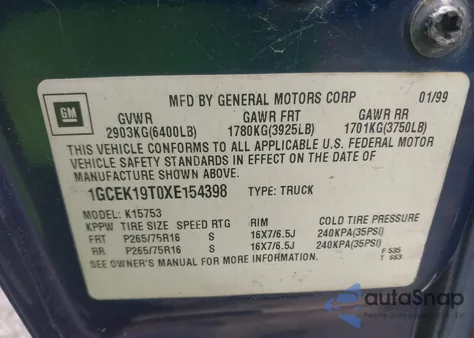 MFD BY GENERAL MOTORS CORP 01/99
GM
GVWR GAWR FRT GAWR RR
2903KG(6400LB) 1780KG(3925LB) 1701KG(3750LB)
THIS VEHICLE CONFORMS TO ALL APPLICABLE U.S. FEDERAL MOTOR
VEHICLE SAFETY STANDARDS IN EFFECT ON THE DATE OF
MANUFACTURE SHOWN ABOVE.
1GCEK19T0XE154398 TYPE: TRUCK
MODEL: K15753
KPPW TIRE SIZE SPEED RTG RIM COLD TIRE PRESSURE
FRT P265/75R16 S 16X7/6.5J 240KPA(35PSI)
RR P265/75R16 S 16X7/6.5J 240KPA(35PSI)
SEE OWNER'S MANUAL FOR MORE INFORMATION.
F 535
T 663
autoSnap